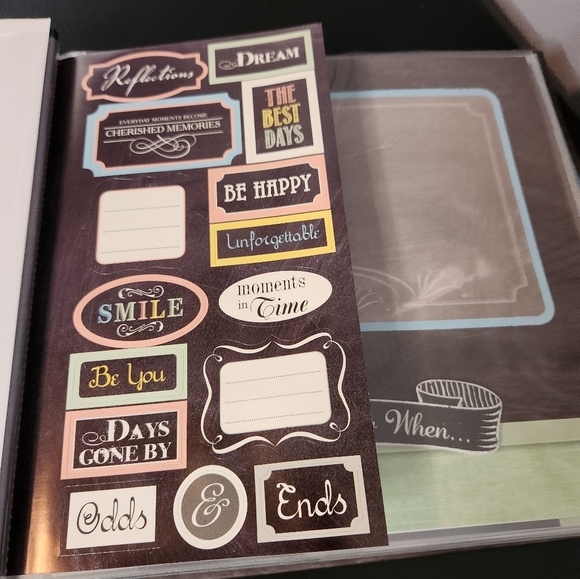 Reflections
DREAM
EVERYDAY MOMENTS BECOME
CHERISHED MEMORIES
THE
BEST
DAYS
BE HAPPY
Unforgettable
SMILE
moments
in Time
Be You
DAYS
GONE BY
Odds
&
Ends
When...